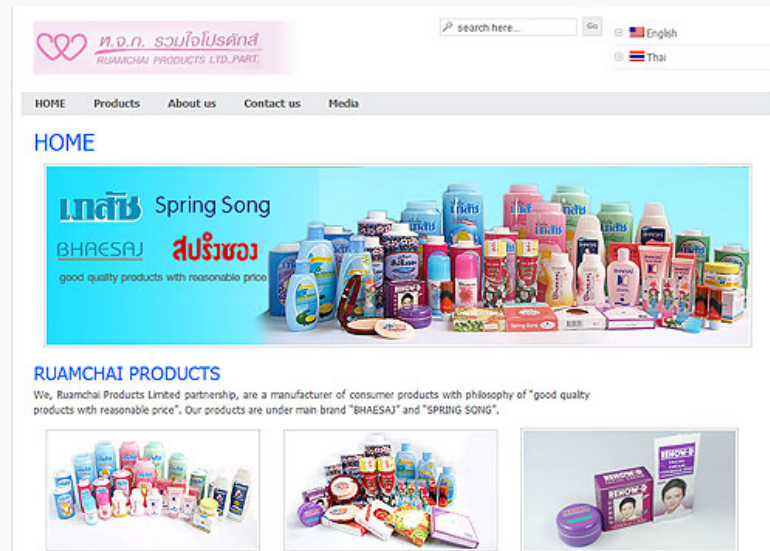 ห.จ.ก. รวมใจโปรดักส์
RUAMCHAI PRODUCTS LTD.,PART.
search here...
Go
English
Thai
HOME Products About us Contact us Media
HOME
เภสัช Spring Song
BHAESAJ สปริงซอง
good quality products with reasonable price
RUAMCHAI PRODUCTS
We, Ruamchai Products Limited partnership, are a manufacturer of consumer products with philosophy of "good quality
products with reasonable price". Our products are under main brand "BHAESAJ" and "SPRING SONG".
RENOW-D
RENOW-D